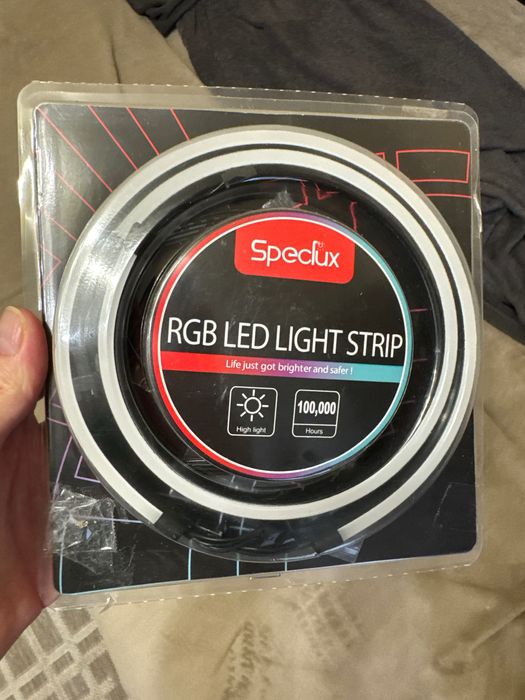 Speclux
RGB LED LIGHT STRIP
Life just got brighter and safer !
High light
100,000
Hours